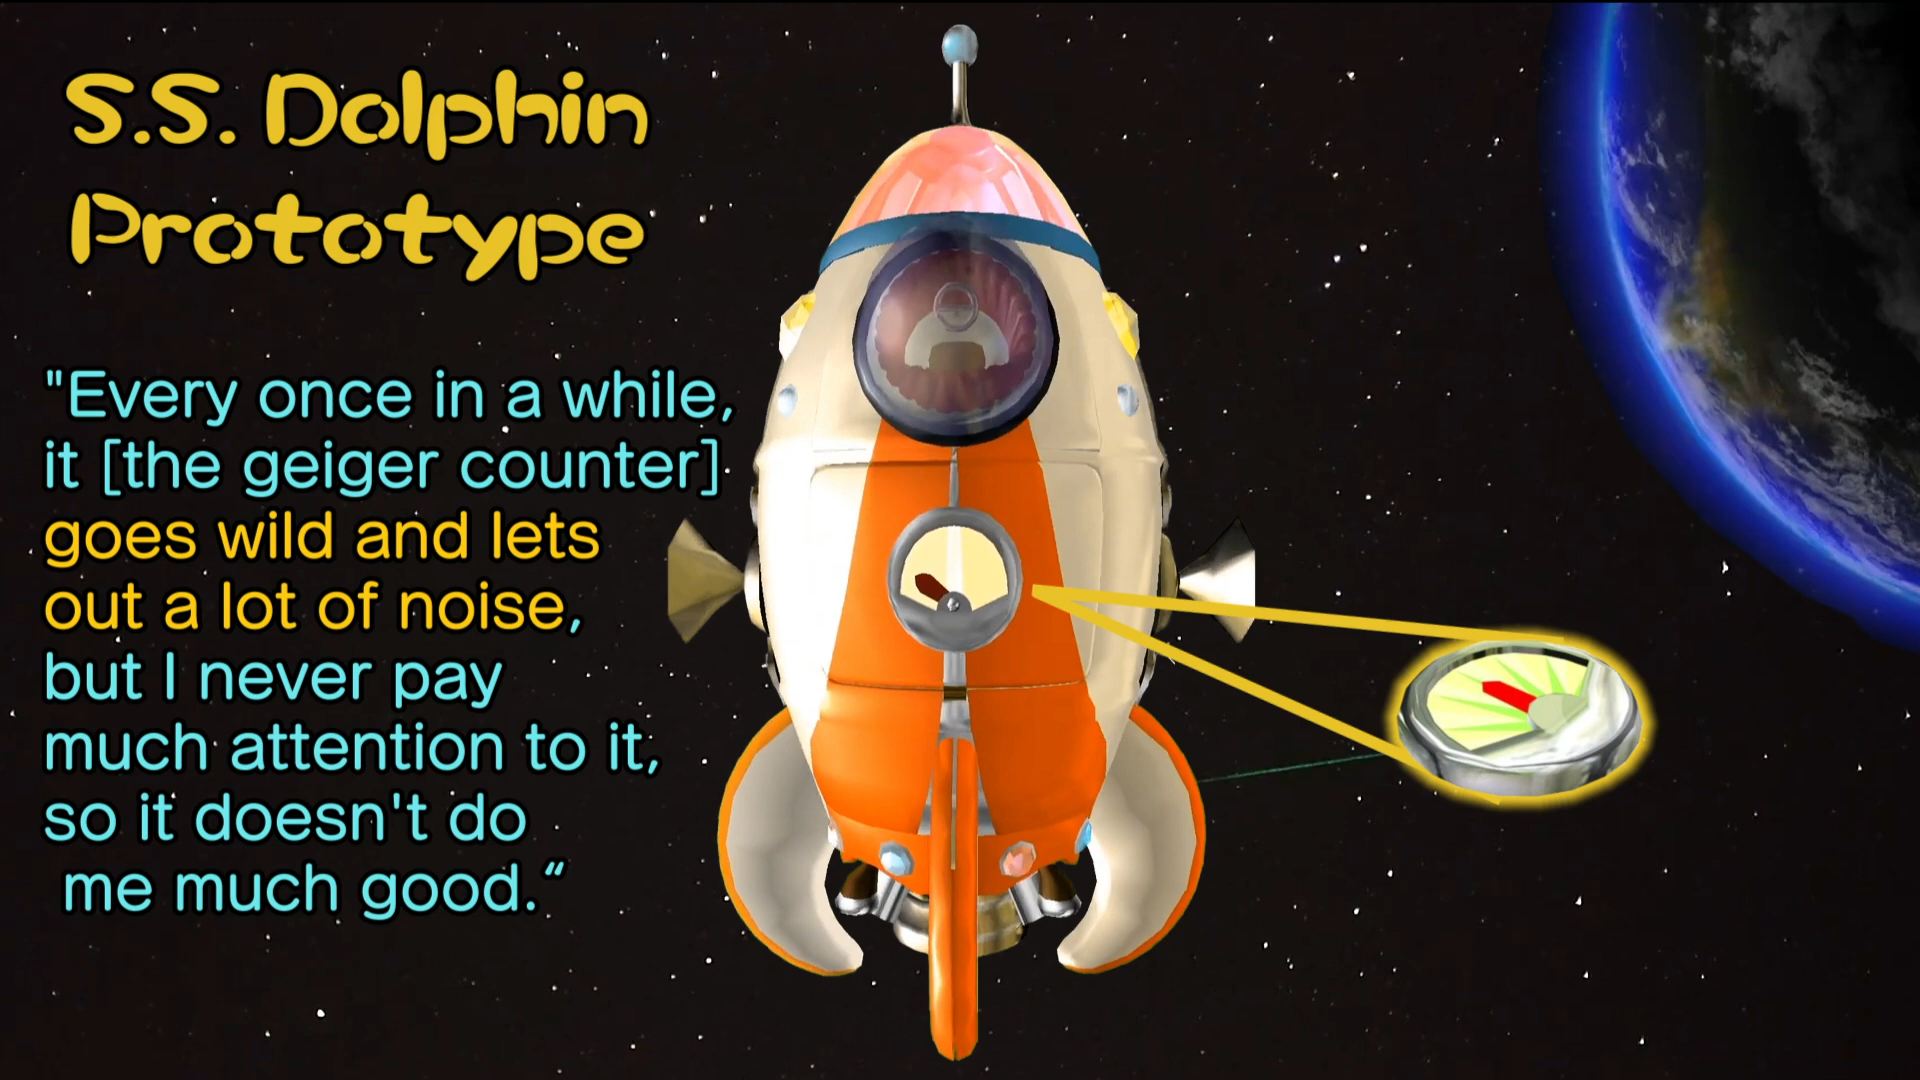 S.S. Dolphin
Prototype
"Every once in a while,
it [the geiger counter]
goes wild and lets
out a lot of noise,
but I never pay
much attention to it,
so it doesn't do
me much good.“